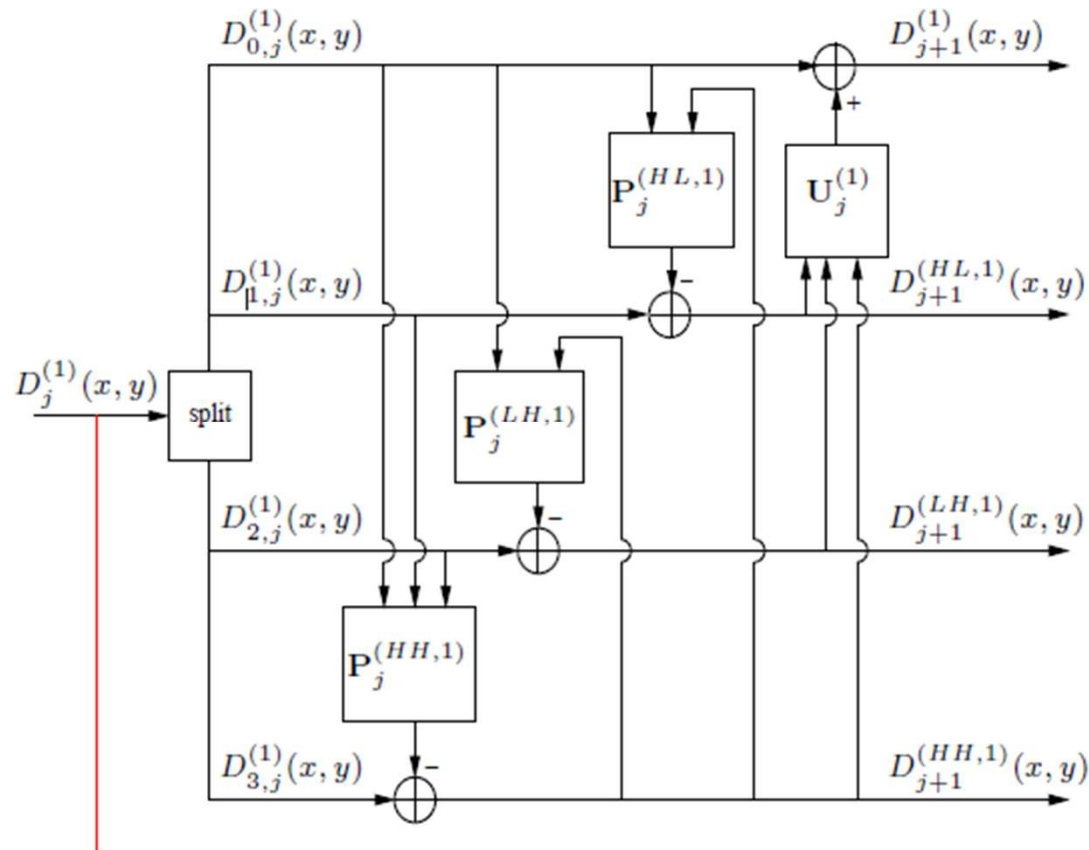 D_{0,j}^{(1)}(x, y)
D_{j+1}^{(1)}(x, y)
+
P_j^{(HL,1)}
U_j^{(1)}
−
D_{1,j}^{(1)}(x, y)
D_{j+1}^{(HL,1)}(x, y)
D_j^{(1)}(x, y)
split
P_j^{(LH,1)}
−
D_{2,j}^{(1)}(x, y)
D_{j+1}^{(LH,1)}(x, y)
P_j^{(HH,1)}
−
D_{3,j}^{(1)}(x, y)
D_{j+1}^{(HH,1)}(x, y)